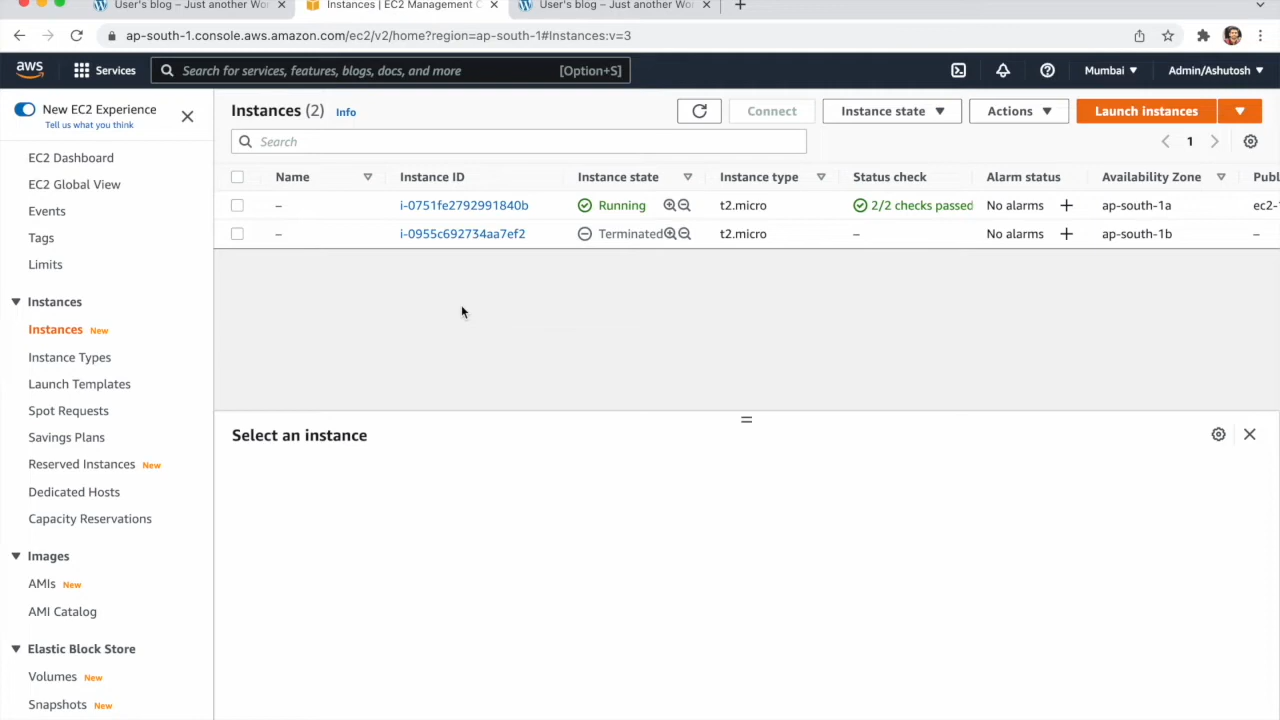 User's blog – Just another Wo
Instances | EC2 Management C
User's blog – Just another Wo
ap-south-1.console.aws.amazon.com/ec2/v2/home?region=ap-south-1#Instances:v=3
aws
Services
Search for services, features, blogs, docs, and more
[Option+S]
Mumbai
Admin/Ashutosh
New EC2 Experience
Tell us what you think
EC2 Dashboard
EC2 Global View
Events
Tags
Limits
Instances
Instances New
Instance Types
Launch Templates
Spot Requests
Savings Plans
Reserved Instances New
Dedicated Hosts
Capacity Reservations
Images
AMIs New
AMI Catalog
Elastic Block Store
Volumes New
Snapshots New
Instances (2) Info
Connect
Instance state
Actions
Launch instances
Search
1
Name Instance ID Instance state Instance type Status check Alarm status Availability Zone Publ
– i-0751fe2792991840b Running t2.micro 2/2 checks passed No alarms + ap-south-1a ec2-
– i-0955c692734aa7ef2 Terminated t2.micro – No alarms + ap-south-1b –
Select an instance